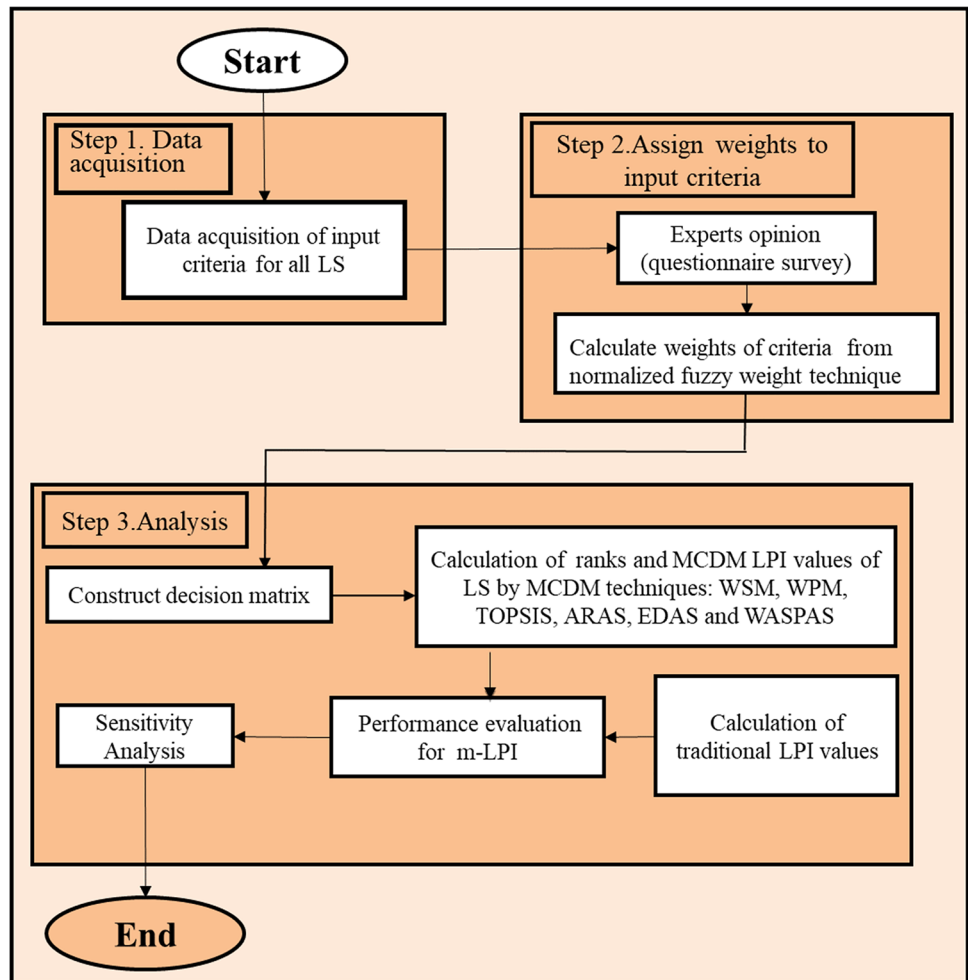 Start
Step 1. Data
acquisition
Data acquisition of input
criteria for all LS
Step 2.Assign weights to
input criteria
Experts opinion
(questionnaire survey)
Calculate weights of criteria from
normalized fuzzy weight technique
Step 3.Analysis
Construct decision matrix
Calculation of ranks and MCDM LPI values of
LS by MCDM techniques: WSM, WPM,
TOPSIS, ARAS, EDAS and WASPAS
Calculation of
traditional LPI values
Performance evaluation
for m-LPI
Sensitivity
Analysis
End